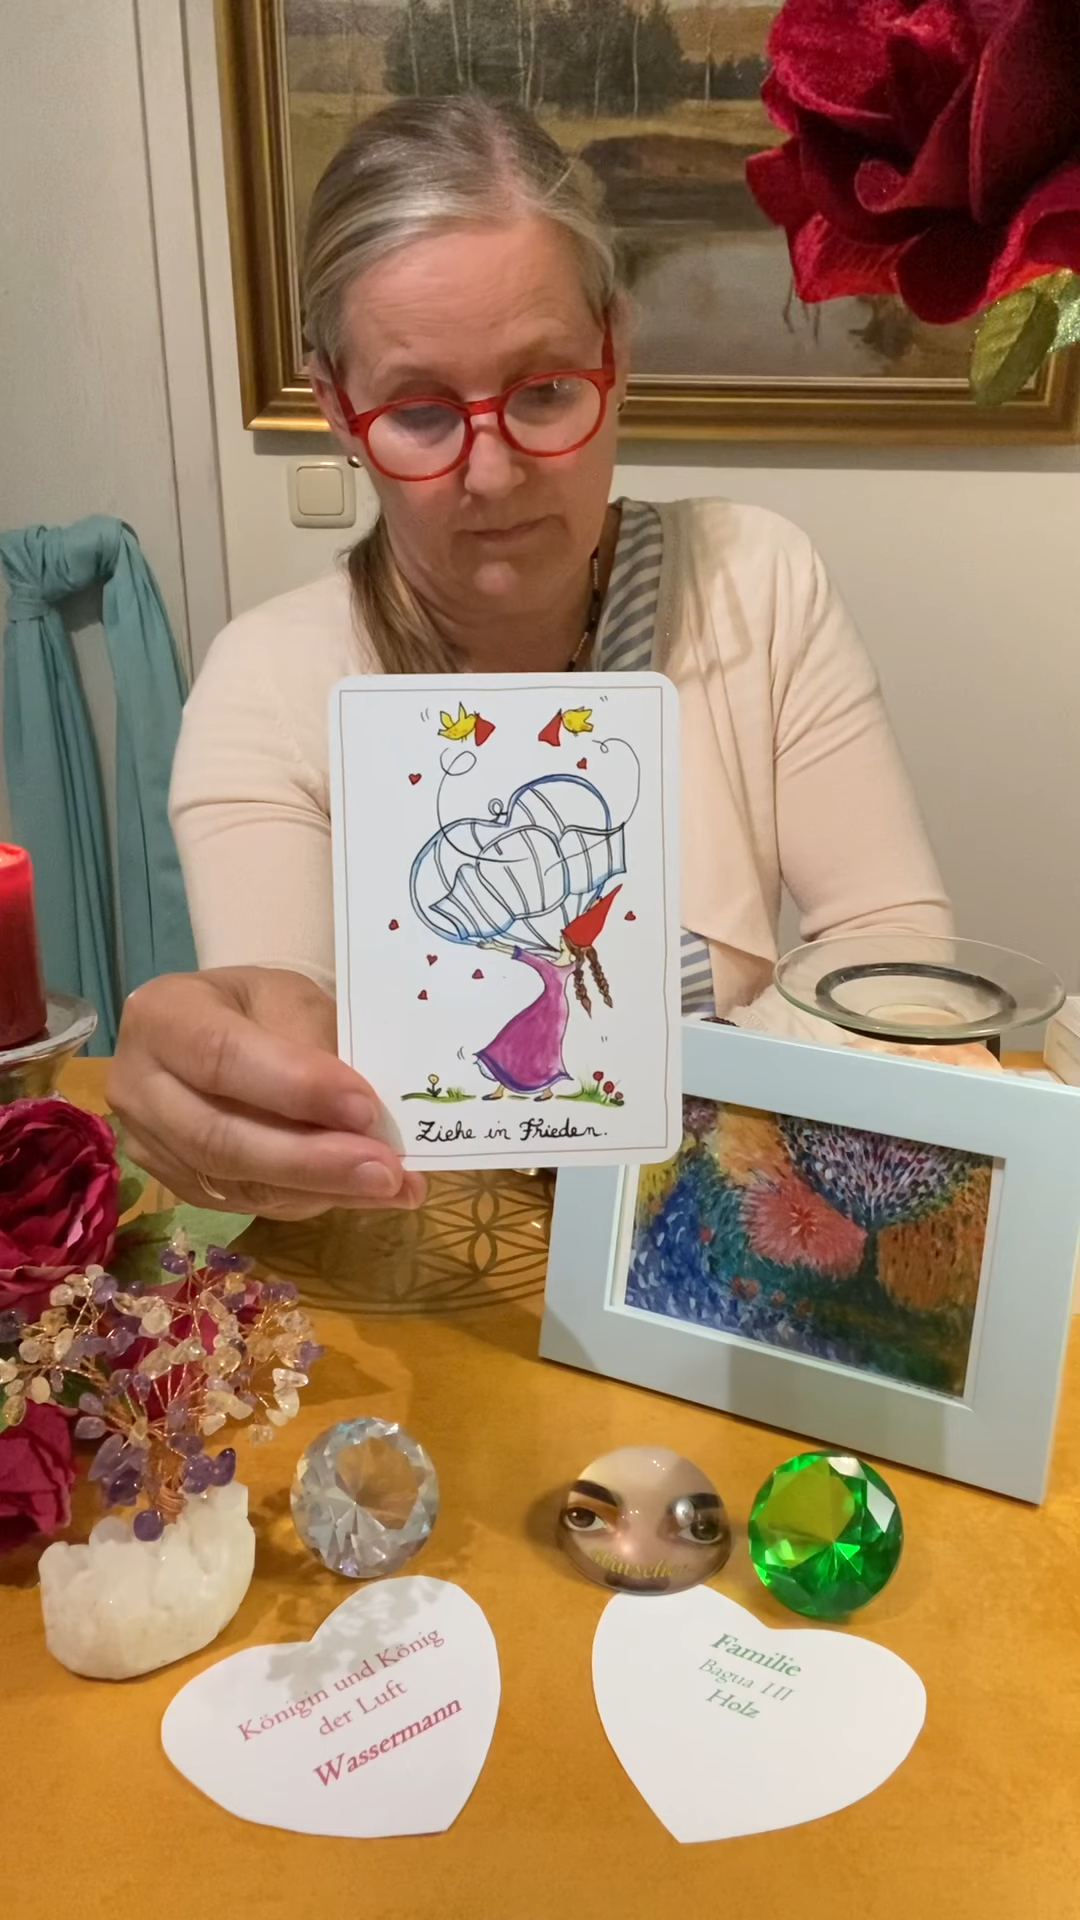 Ziehe in Frieden.
Königin und König
der Luft
Wassermann
Familie
Bagua III
Holz